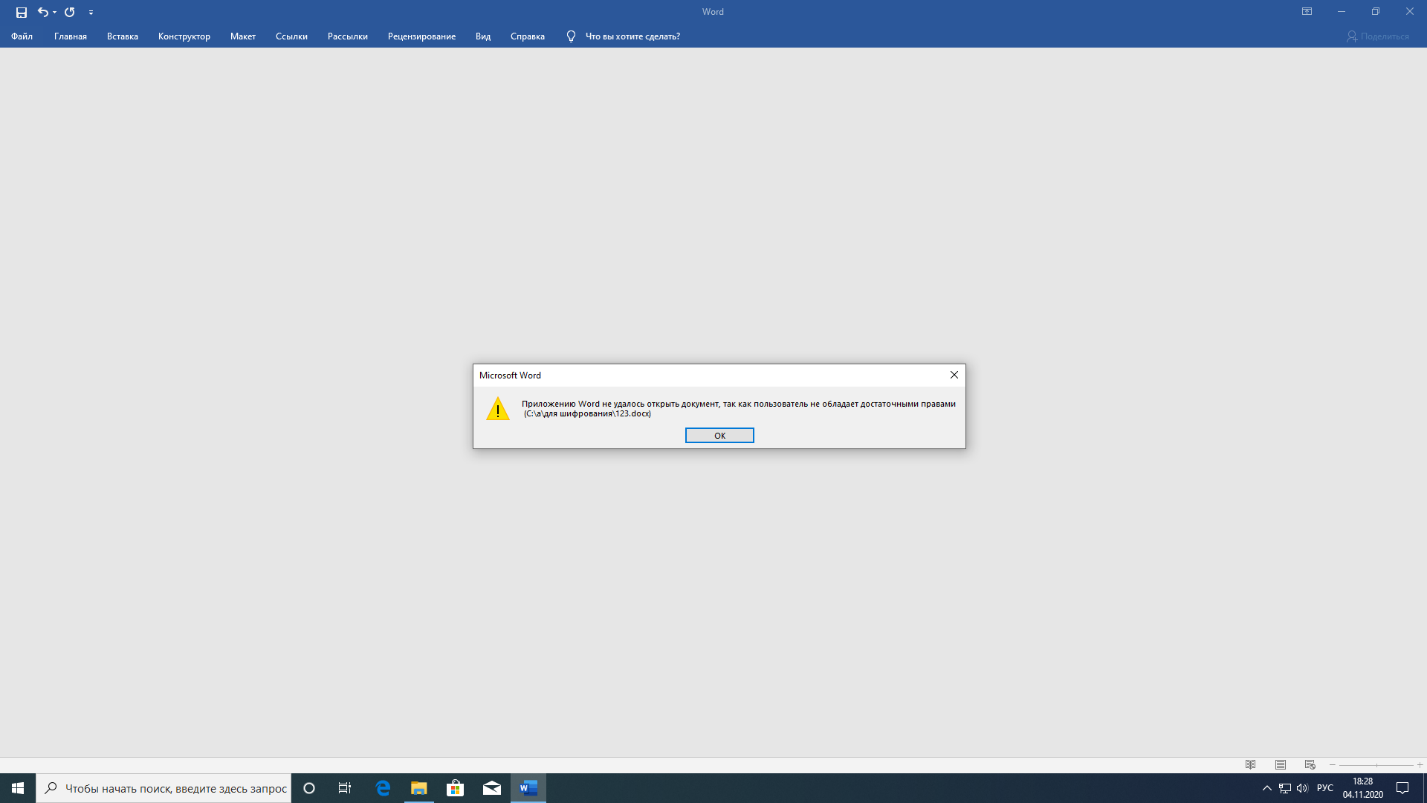 Word
Файл Главная Вставка Конструктор Макет Ссылки Рассылки Рецензирование Вид Справка Что вы хотите сделать? Поделиться
Microsoft Word
Приложению Word не удалось открыть документ, так как пользователь не обладает достаточными правами
(C:\a\для шифрования\123.docx)
ОК
Чтобы начать поиск, введите здесь запрос
РУС
18:28
04.11.2020